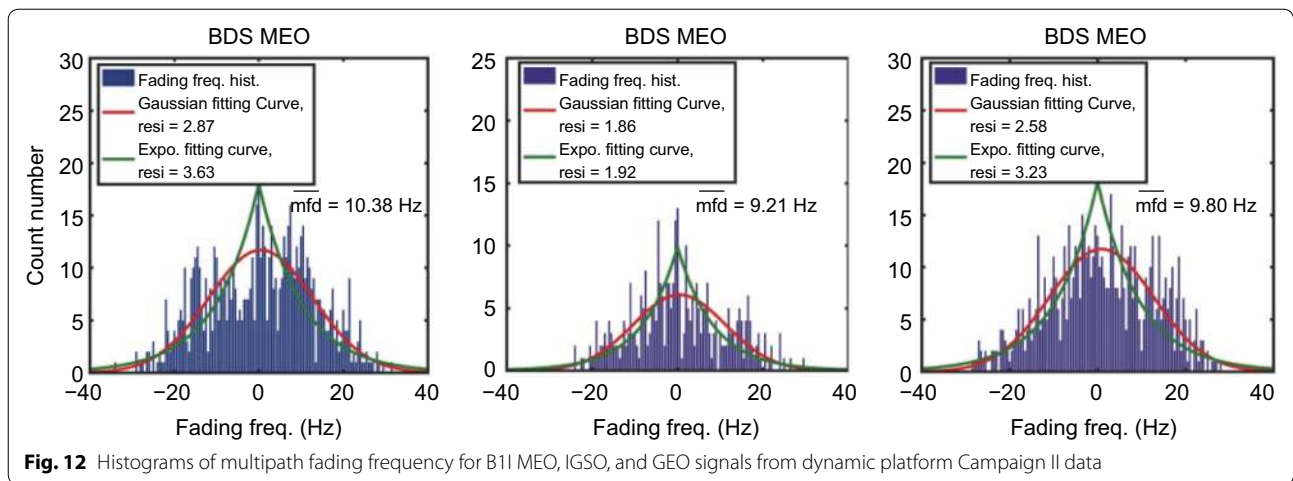 BDS MEO
30
25
20
15
10
5
0
Count number
Fading freq. hist.
Gaussian fitting Curve,
resi = 2.87
Expo. fitting curve,
resi = 3.63
mfd = 10.38 Hz
−40 −20 0 20 40
Fading freq. (Hz)
BDS MEO
25
20
15
10
5
0
Fading freq. hist.
Gaussian fitting Curve,
resi = 1.86
Expo. fitting curve,
resi = 1.92
mfd = 9.21 Hz
−40 −20 0 20 40
Fading freq. (Hz)
BDS MEO
30
25
20
15
10
5
0
Fading freq. hist.
Gaussian fitting Curve,
resi = 2.58
Expo. fitting curve,
resi = 3.23
mfd = 9.80 Hz
−40 −20 0 20 40
Fading freq. (Hz)
Fig. 12 Histograms of multipath fading frequency for B1I MEO, IGSO, and GEO signals from dynamic platform Campaign II data